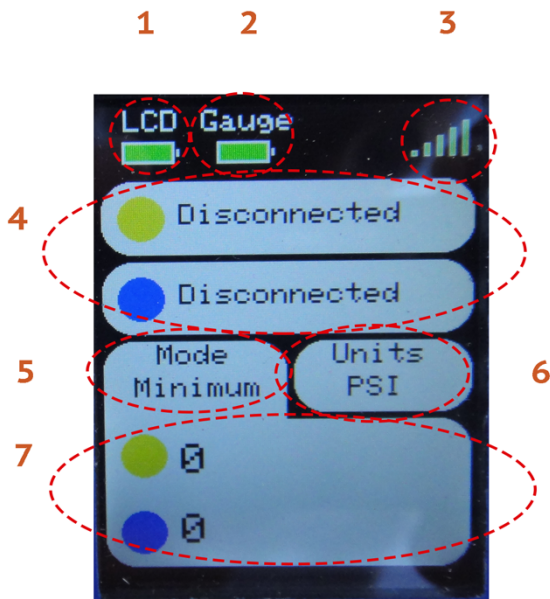 1 2 3
LCD Gauge
4
Disconnected
Disconnected
5 6
Mode Units
Minimum PSI
7
0
0